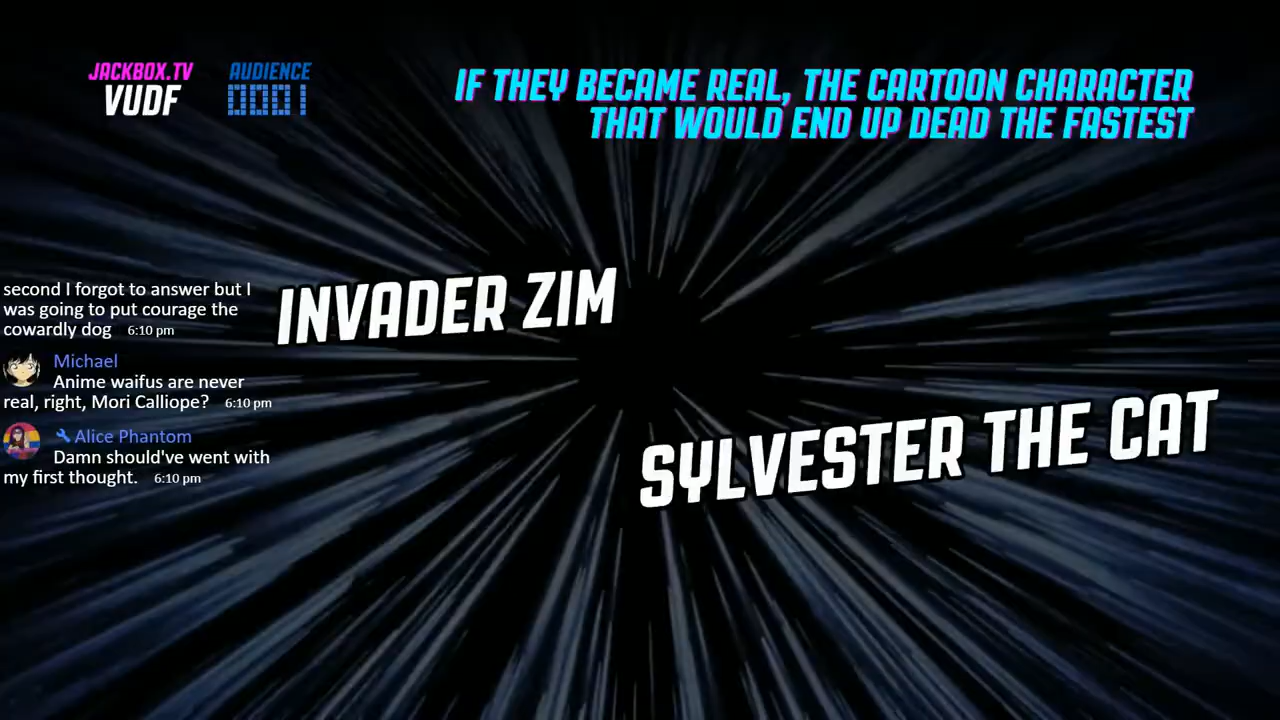 JACKBOX.TV
VUDF
AUDIENCE
0001
IF THEY BECAME REAL, THE CARTOON CHARACTER
THAT WOULD END UP DEAD THE FASTEST
INVADER ZIM
SYLVESTER THE CAT
second I forgot to answer but I
was going to put courage the
cowardly dog 6:10 pm
Michael
Anime waifus are never
real, right, Mori Calliope? 6:10 pm
Alice Phantom
Damn should've went with
my first thought. 6:10 pm